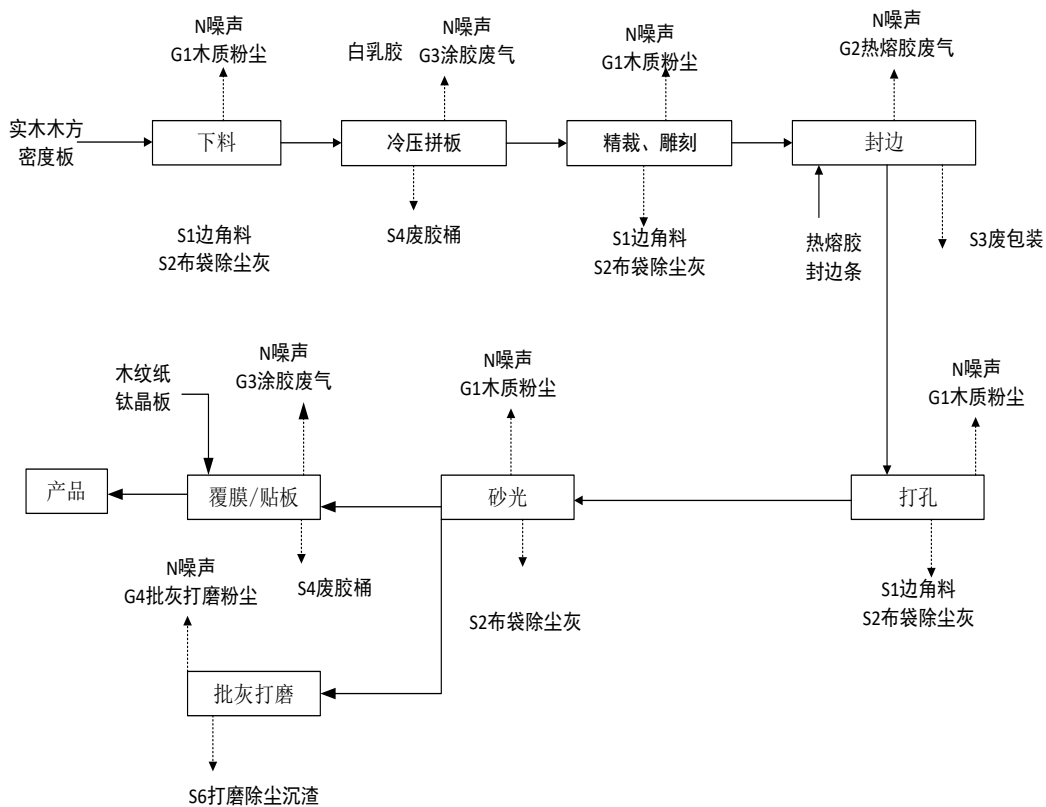 N噪声
G1木质粉尘
白乳胶
N噪声
G3涂胶废气
N噪声
G1木质粉尘
N噪声
G2热熔胶废气
实木木方
密度板
下料
冷压拼板
精裁、雕刻
封边
S1边角料
S2布袋除尘灰
S4废胶桶
S1边角料
S2布袋除尘灰
热熔胶
封边条
S3废包装
木纹纸
钛晶板
N噪声
G3涂胶废气
N噪声
G1木质粉尘
N噪声
G1木质粉尘
产品
覆膜/贴板
砂光
打孔
N噪声
G4批灰打磨粉尘
S4废胶桶
S2布袋除尘灰
S1边角料
S2布袋除尘灰
批灰打磨
S6打磨除尘沉渣